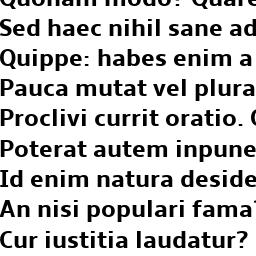 Quonam modo? Quare
Sed haec nihil sane ad
Quippe: habes enim a
Pauca mutat vel plura
Proclivi currit oratio.
Poterat autem inpune
Id enim natura deside
An nisi populari fama
Cur iustitia laudatur?